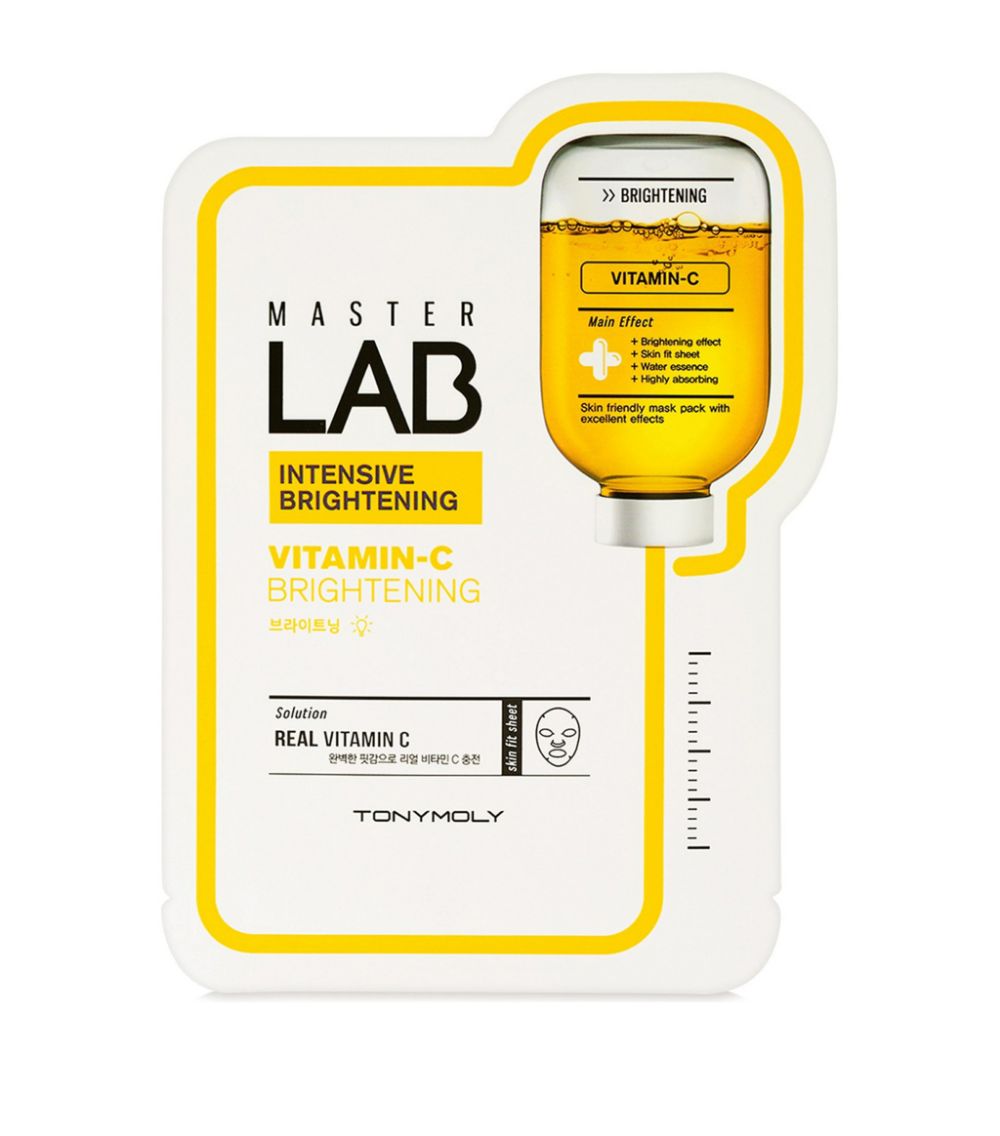 MASTER
LAB
INTENSIVE
BRIGHTENING
VITAMIN-C
BRIGHTENING
브라이트닝
Solution
REAL VITAMIN C
완벽한 핏감으로 리얼 비타민 C 충전
skin fit sheet
TONYMOLY
>> BRIGHTENING
VITAMIN-C
Main Effect
+ Brightening effect
+ Skin fit sheet
+ Water essence
+ Highly absorbing
Skin friendly mask pack with
excellent effects